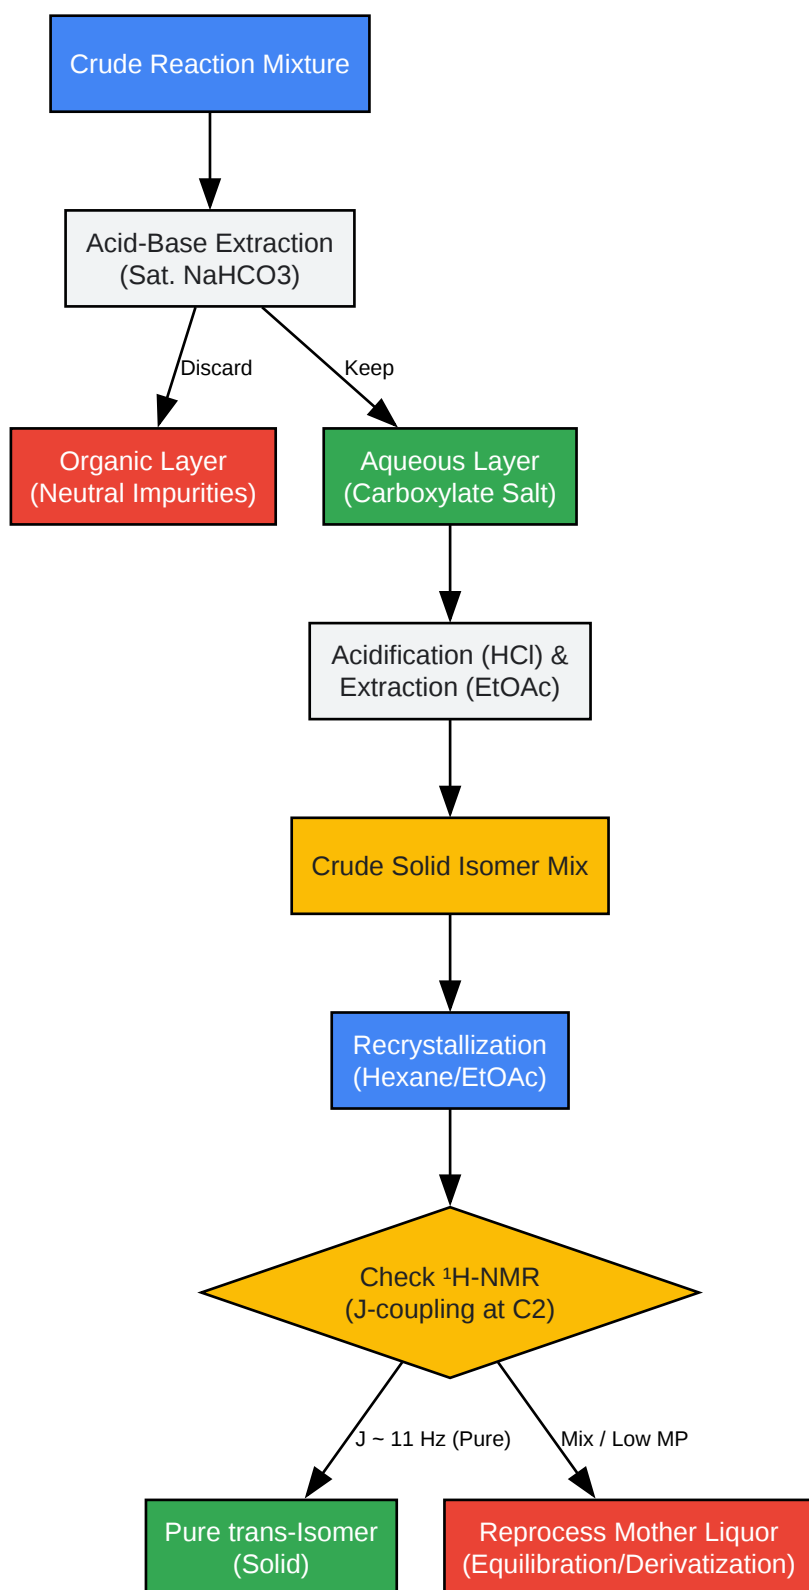 Crude Reaction Mixture
Acid-Base Extraction
(Sat. NaHCO3)
Discard
Keep
Organic Layer
(Neutral Impurities)
Aqueous Layer
(Carboxylate Salt)
Acidification (HCl) &
Extraction (EtOAc)
Crude Solid Isomer Mix
Recrystallization
(Hexane/EtOAc)
Check ¹H-NMR
(J-coupling at C2)
J ~ 11 Hz (Pure)
Mix / Low MP
Pure trans-Isomer
(Solid)
Reprocess Mother Liquor
(Equilibration/Derivatization)